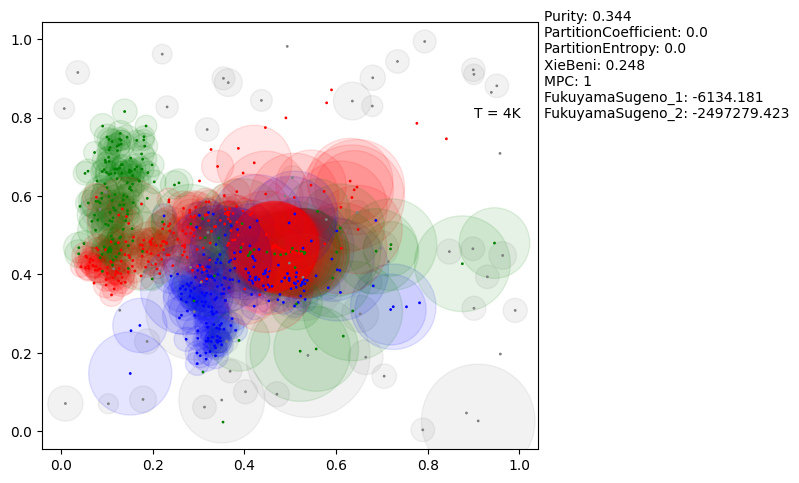 Purity: 0.344
PartitionCoefficient: 0.0
PartitionEntropy: 0.0
XieBeni: 0.248
MPC: 1
FukuyamaSugeno_1: -6134.181
FukuyamaSugeno_2: -2497279.423
T = 4K
1.0
0.8
0.6
0.4
0.2
0.0
0.0 0.2 0.4 0.6 0.8 1.0